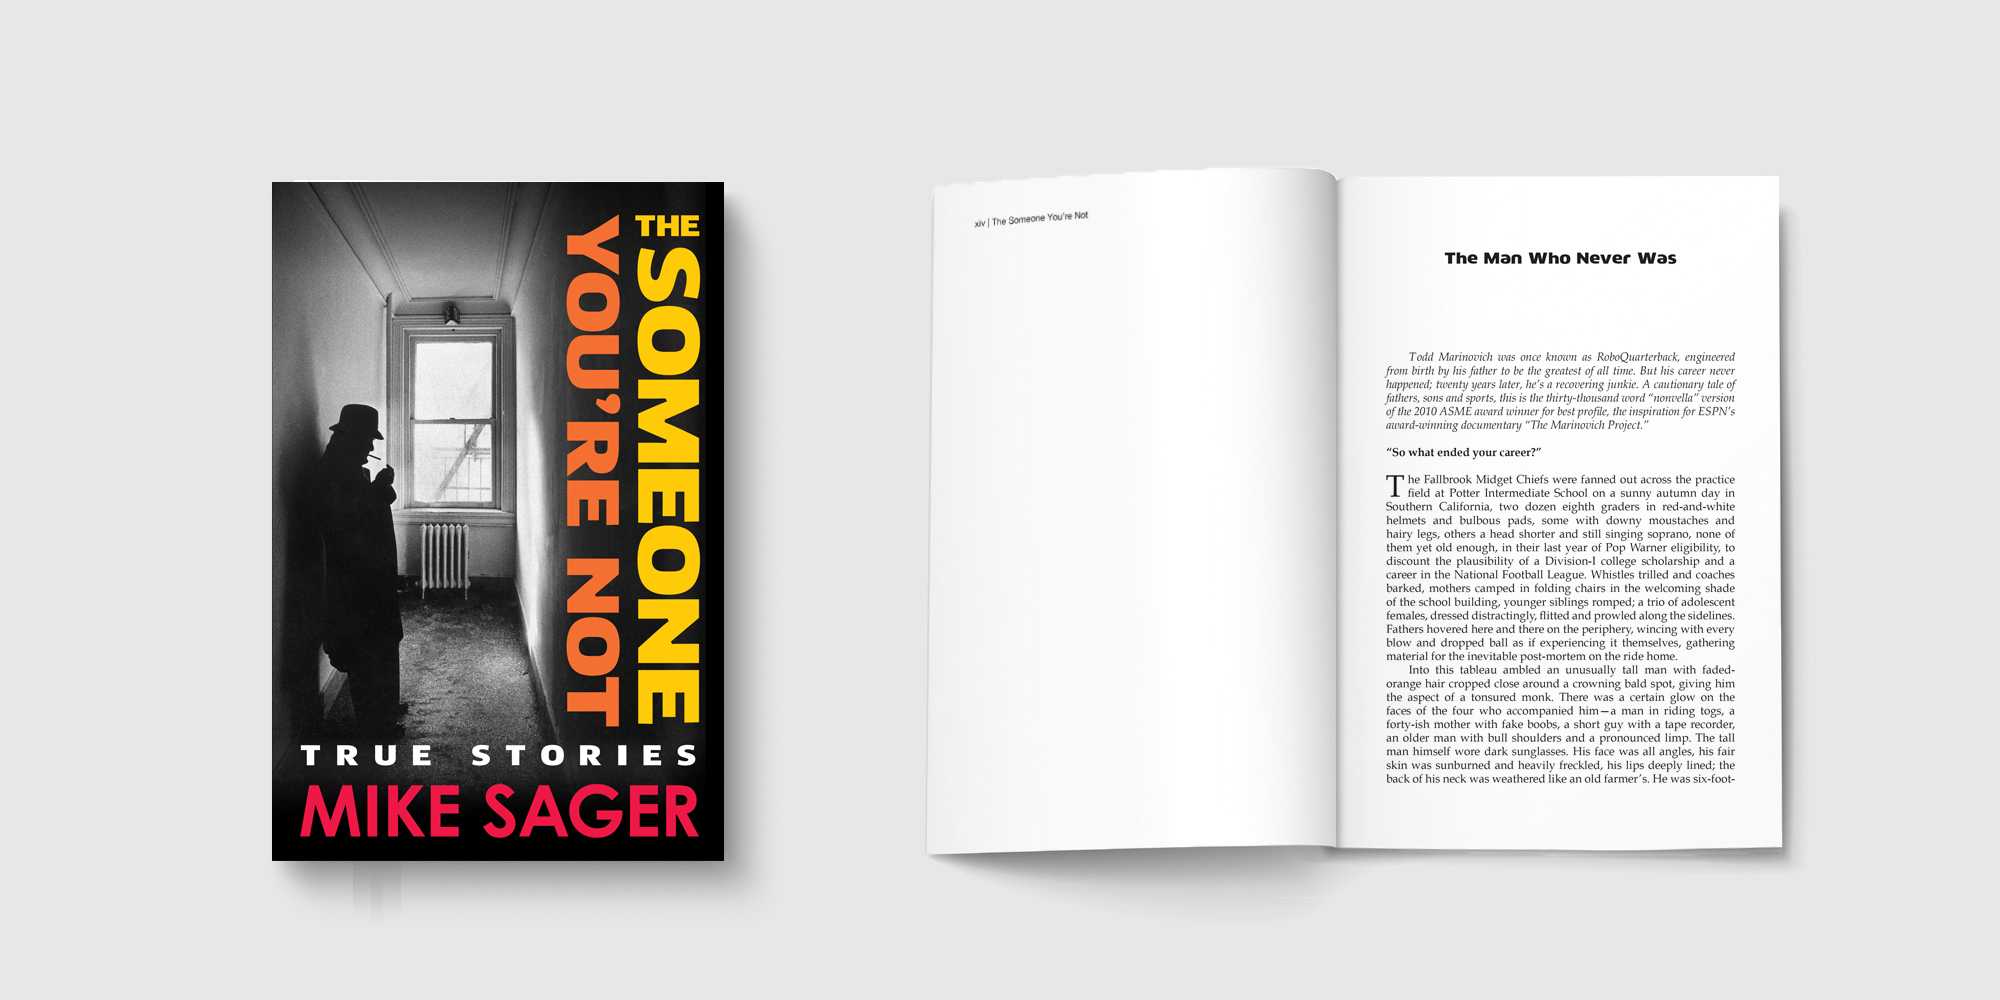 THE
SOMEONE
YOU'RE NOT
TRUE STORIES
MIKE SAGER
xiv | The Someone You're Not
The Man Who Never Was
Todd Marinovich was once known as RoboQuarterback, engineered
from birth by his father to be the greatest of all time. But his career never
happened; twenty years later, he's a recovering junkie. A cautionary tale of
fathers, sons and sports, this is the thirty-thousand word “nonvella” version
of the 2010 ASME award winner for best profile, the inspiration for ESPN's
award-winning documentary “The Marinovich Project.”
“So what ended your career?”
The Fallbrook Midget Chiefs were fanned out across the practice
field at Potter Intermediate School on a sunny autumn day in
Southern California, two dozen eighth graders in red-and-white
helmets and bulbous pads, some with downy moustaches and
hairy legs, others a head shorter and still singing soprano, none of
them yet old enough, in their last year of Pop Warner eligibility, to
discount the plausibility of a Division-I college scholarship and a
career in the National Football League. Whistles trilled and coaches
barked, mothers camped in folding chairs in the welcoming shade
of the school building, younger siblings romped; a trio of adolescent
females, dressed distractingly, flitted and prowled along the sidelines.
Fathers hovered here and there on the periphery, wincing with every
blow and dropped ball as if experiencing it themselves, gathering
material for the inevitable post-mortem on the ride home.
Into this tableau ambled an unusually tall man with faded-
orange hair cropped close around a crowning bald spot, giving him
the aspect of a tonsured monk. There was a certain glow on the
faces of the four who accompanied him—a man in riding togs, a
forty-ish mother with fake boobs, a short guy with a tape recorder,
an older man with bull shoulders and a pronounced limp. The tall
man himself wore dark sunglasses. His face was all angles, his fair
skin was sunburned and heavily freckled, his lips deeply lined; the
back of his neck was weathered like an old farmer's. He was six-foot-